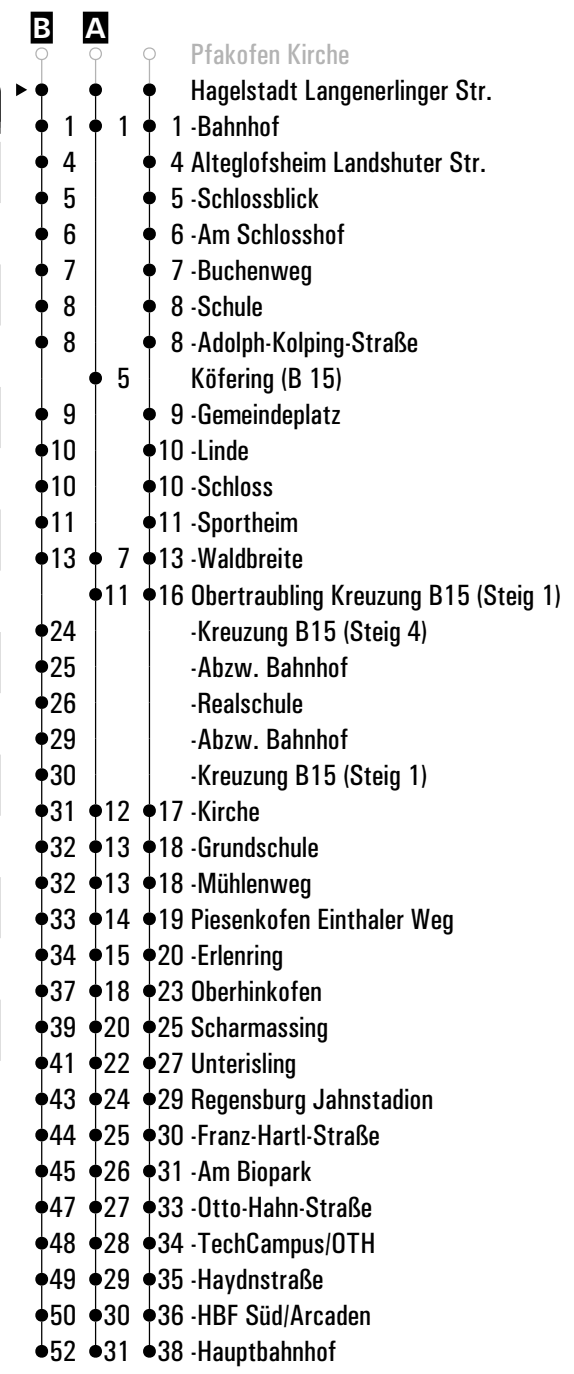 B A
Pfakofen Kirche
Hagelstadt Langenerlinger Str.
1 1 1 -Bahnhof
4 4 Alteglofsheim Landshuter Str.
5 5 -Schlossblick
6 6 -Am Schlosshof
7 7 -Buchenweg
8 8 -Schule
8 8 -Adolph-Kolping-Straße
5 Köfering (B 15)
9 9 -Gemeindeplatz
10 10 -Linde
10 10 -Schloss
11 11 -Sportheim
13 7 13 -Waldbreite
11 16 Obertraubling Kreuzung B15 (Steig 1)
24 -Kreuzung B15 (Steig 4)
25 -Abzw. Bahnhof
26 -Realschule
29 -Abzw. Bahnhof
30 -Kreuzung B15 (Steig 1)
31 12 17 -Kirche
32 13 18 -Grundschule
32 13 18 -Mühlenweg
33 14 19 Piesenkofen Einthaler Weg
34 15 20 -Erlenring
37 18 23 Oberhinkofen
39 20 25 Scharmassing
41 22 27 Unterisling
43 24 29 Regensburg Jahnstadion
44 25 30 -Franz-Hartl-Straße
45 26 31 -Am Biopark
47 27 33 -Otto-Hahn-Straße
48 28 34 -TechCampus/OTH
49 29 35 -Haydnstraße
50 30 36 -HBF Süd/Arcaden
52 31 38 -Hauptbahnhof